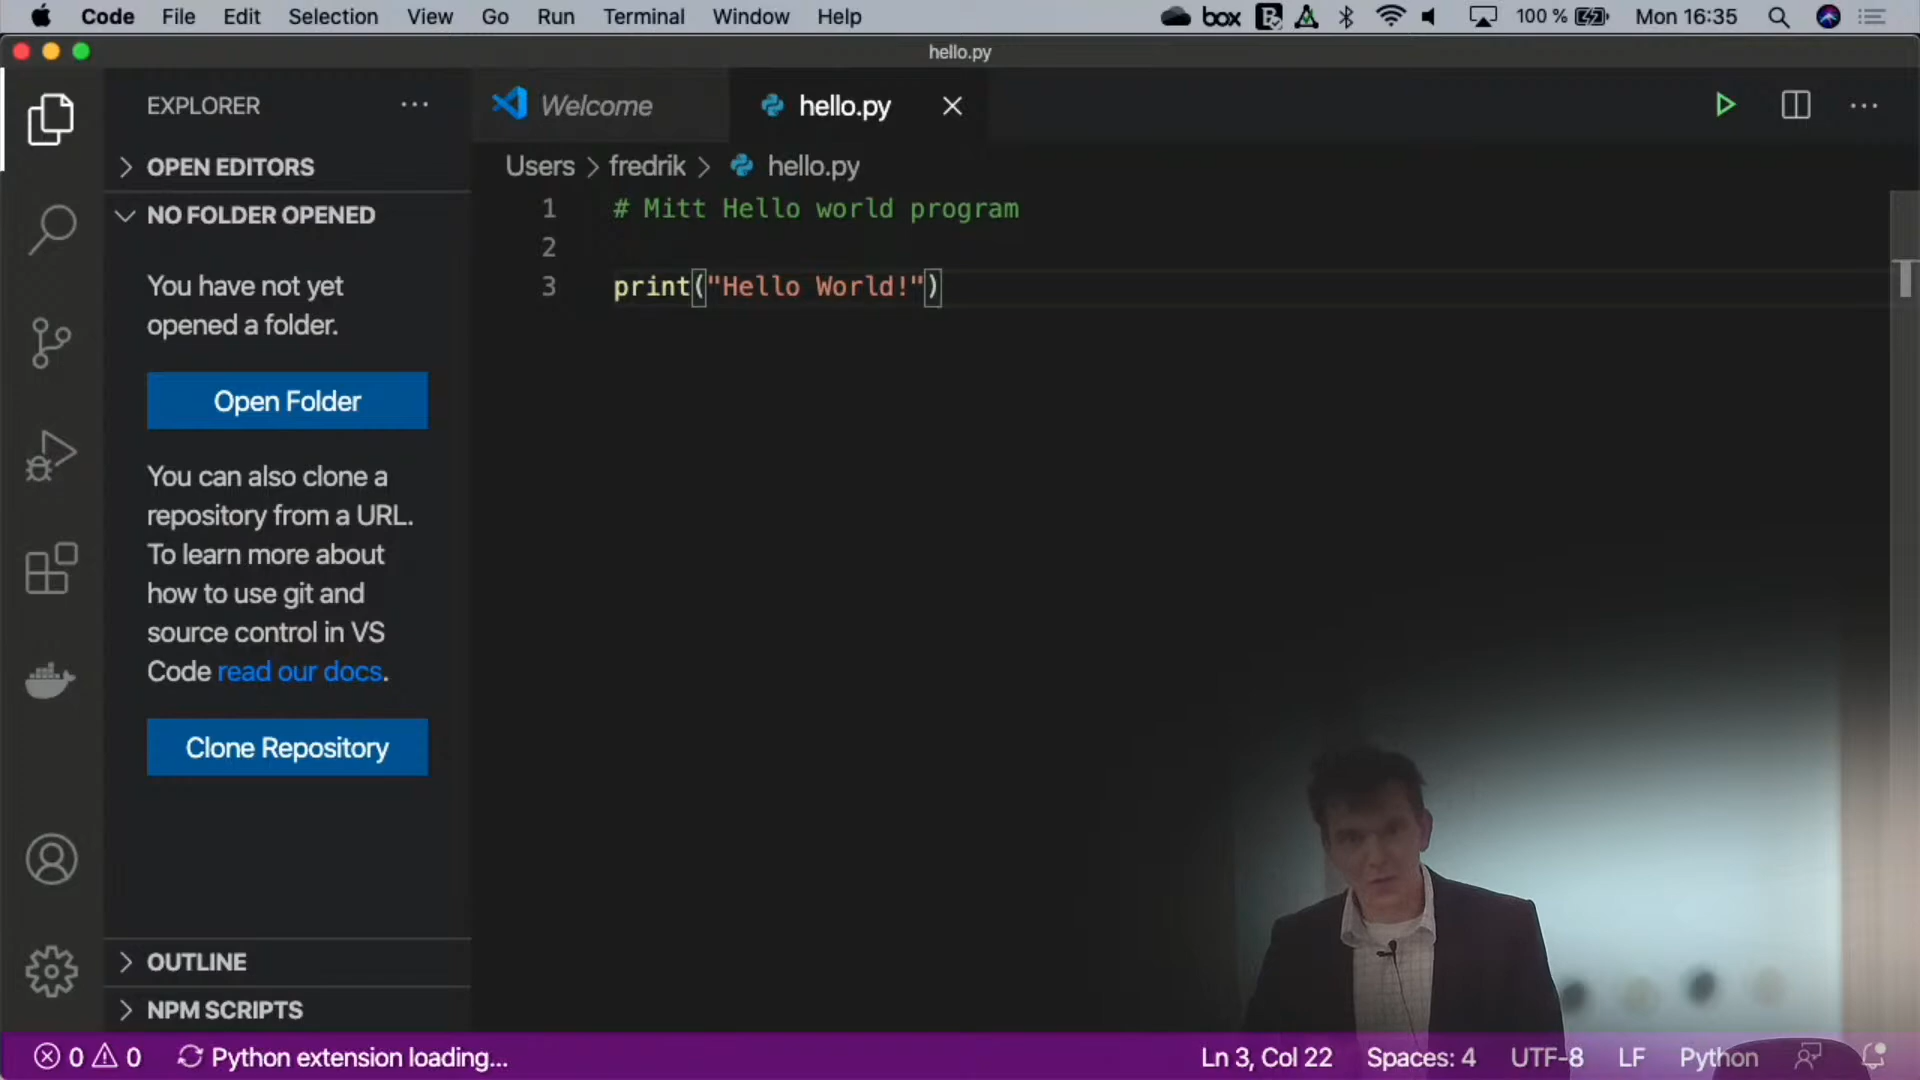 Code File Edit Selection View Go Run Terminal Window Help box 100 % Mon 16:35
hello.py
EXPLORER
Welcome
hello.py
OPEN EDITORS
Users > fredrik > hello.py
NO FOLDER OPENED
1 # Mitt Hello world program
2
3 print("Hello World!")
You have not yet
opened a folder.
Open Folder
You can also clone a
repository from a URL.
To learn more about
how to use git and
source control in VS
Code read our docs.
Clone Repository
OUTLINE
NPM SCRIPTS
0 0 Python extension loading... Ln 3, Col 22 Spaces: 4 UTF-8 LF Python